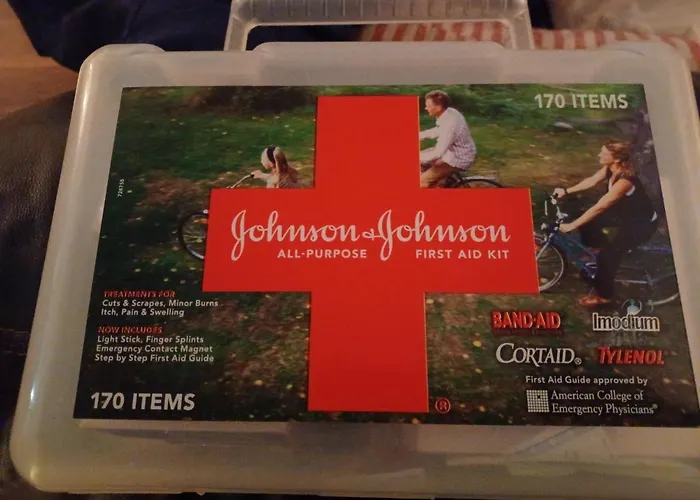 170 ITEMS
Johnson & Johnson
ALL-PURPOSE FIRST AID KIT
TREATMENTS FOR
Cuts & Scrapes, Minor Burns
Itch, Pain & Swelling
NOW INCLUDES
Light Stick, Finger Splints
Emergency Contact Magnet
Step by Step First Aid Guide
170 ITEMS
BAND-AID
Imodium
CORTAID®
TYLENOL
First Aid Guide approved by
American College of
Emergency Physicians®
®